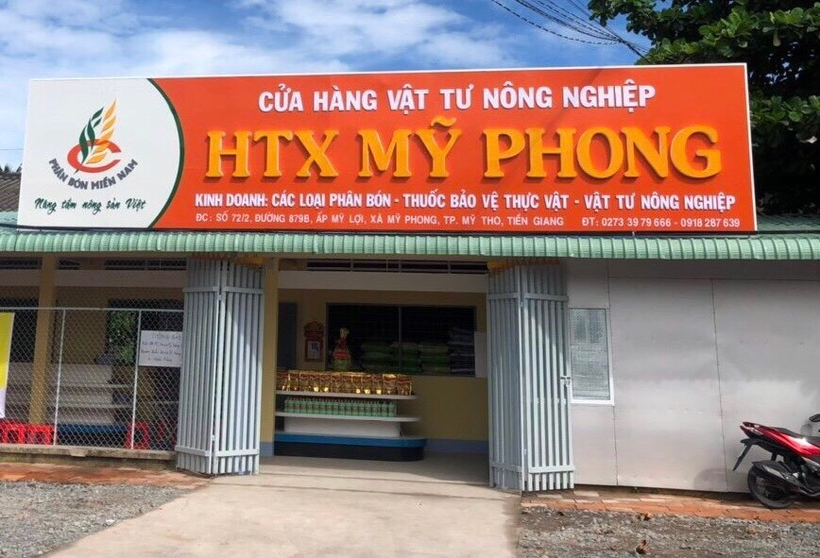 CỬA HÀNG VẬT TƯ NÔNG NGHIỆP
HTX MỸ PHONG
KINH DOANH: CÁC LOẠI PHÂN BÓN - THUỐC BẢO VỆ THỰC VẬT - VẬT TƯ NÔNG NGHIỆP
ĐC: SỐ 72/2, ĐƯỜNG 879B, ẤP MỸ LỢI, XÃ MỸ PHONG, TP. MỸ THO, TIỀN GIANG ĐT: 0273 39 79 666 - 0918 287 639
PHÂN BÓN MIỀN NAM
Nâng tầm nông sản Việt